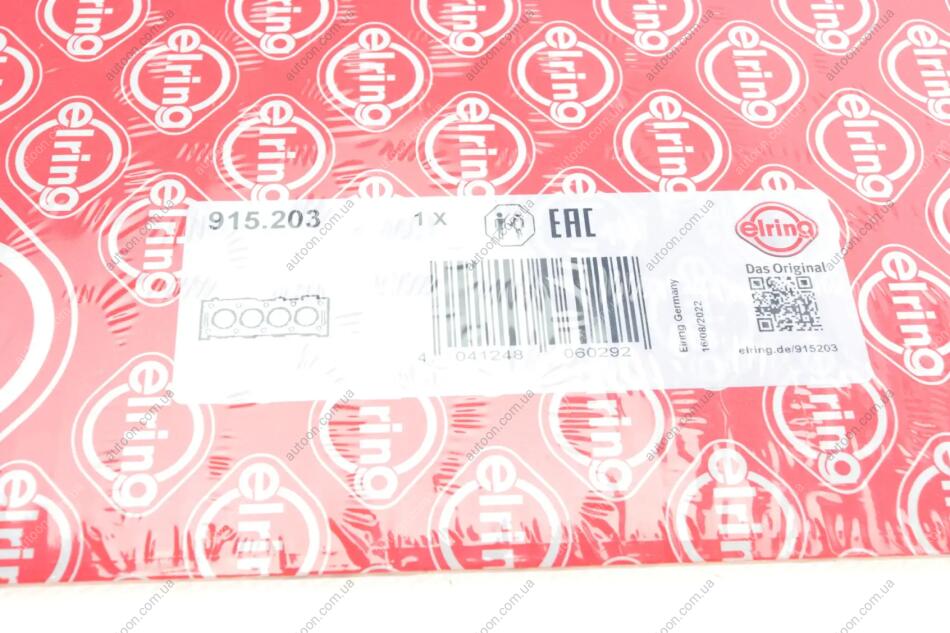 915.203
1 x
EAC
elring
Das Original
4 041248 060292
Elring Germany
16/08/2022
elring.de/915203
elring
autoon.com.ua